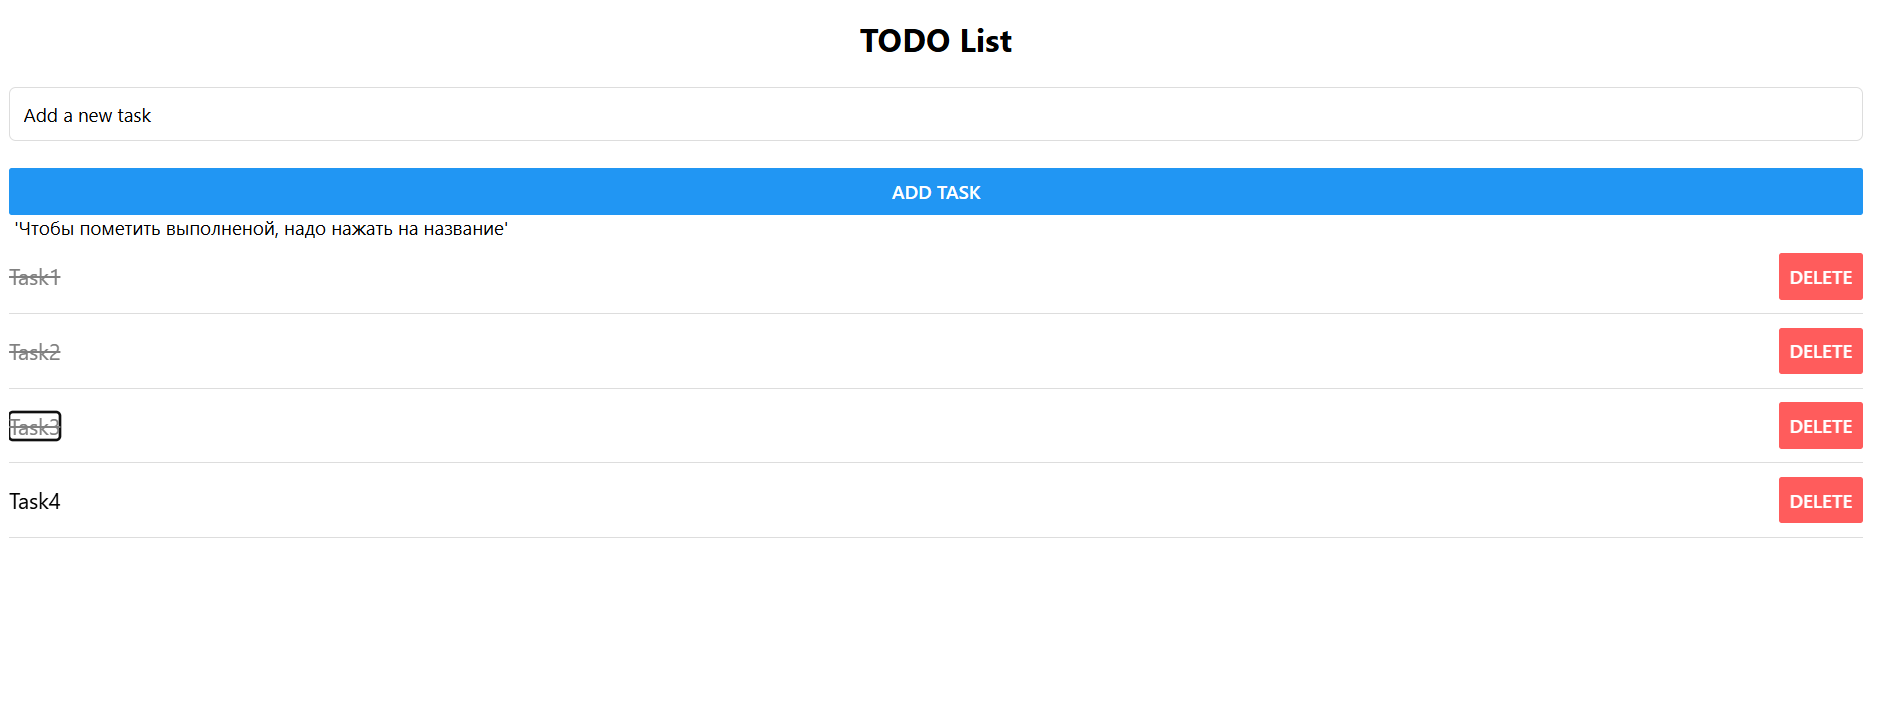 TODO List
Add a new task
ADD TASK
'Чтобы пометить выполненой, надо нажать на название'
Task1 DELETE
Task2 DELETE
Task3 DELETE
Task4 DELETE